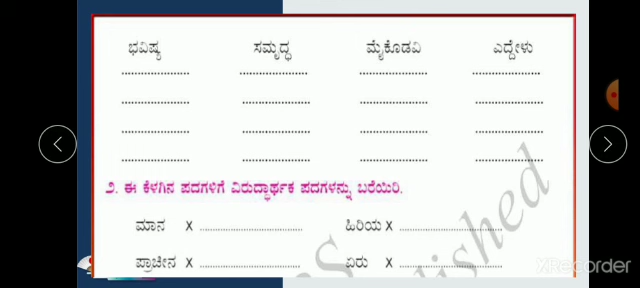 ಭವಿಷ್ಯ ಸಮೃದ್ಧ ಮೈಕೊಡವಿ ಎದ್ದೇಳು
.................... .................... .................... ....................
.................... .................... .................... ....................
.................... .................... .................... ....................
.................... .................... .................... ....................
೨. ಈ ಕೆಳಗಿನ ಪದಗಳಿಗೆ ವಿರುದ್ಧಾರ್ಥಕ ಪದಗಳನ್ನು ಬರೆಯಿರಿ.
ಮಾನ x .............................. ಹಿರಿಯ x ..............................
ಪ್ರಾಚೀನ x .............................. ಏರು x ..............................
XRecorder